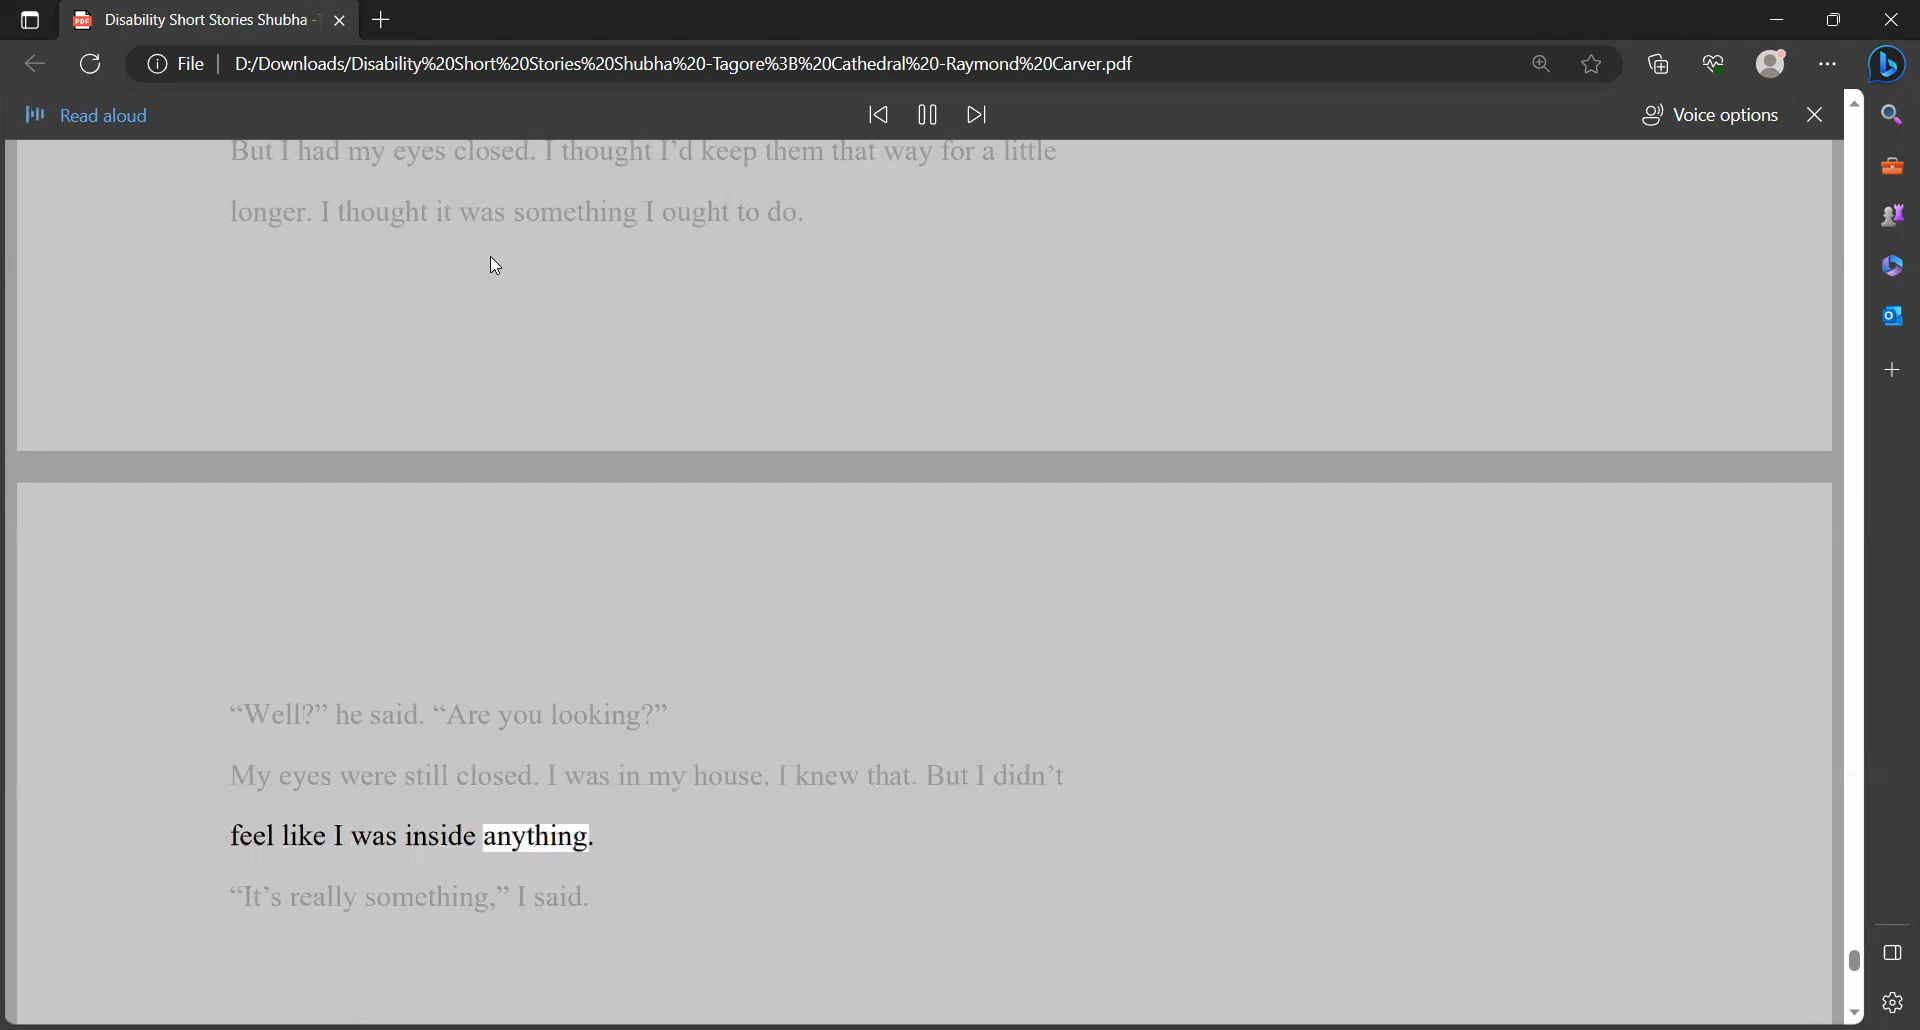 Disability Short Stories Shubha -
File
D:/Downloads/Disability%20Short%20Stories%20Shubha%20-Tagore%3B%20Cathedral%20-Raymond%20Carver.pdf
Read aloud
Voice options
But I had my eyes closed. I thought I’d keep them that way for a little
longer. I thought it was something I ought to do.
“Well?” he said. “Are you looking?”
My eyes were still closed. I was in my house. I knew that. But I didn’t
feel like I was inside anything.
“It’s really something,” I said.